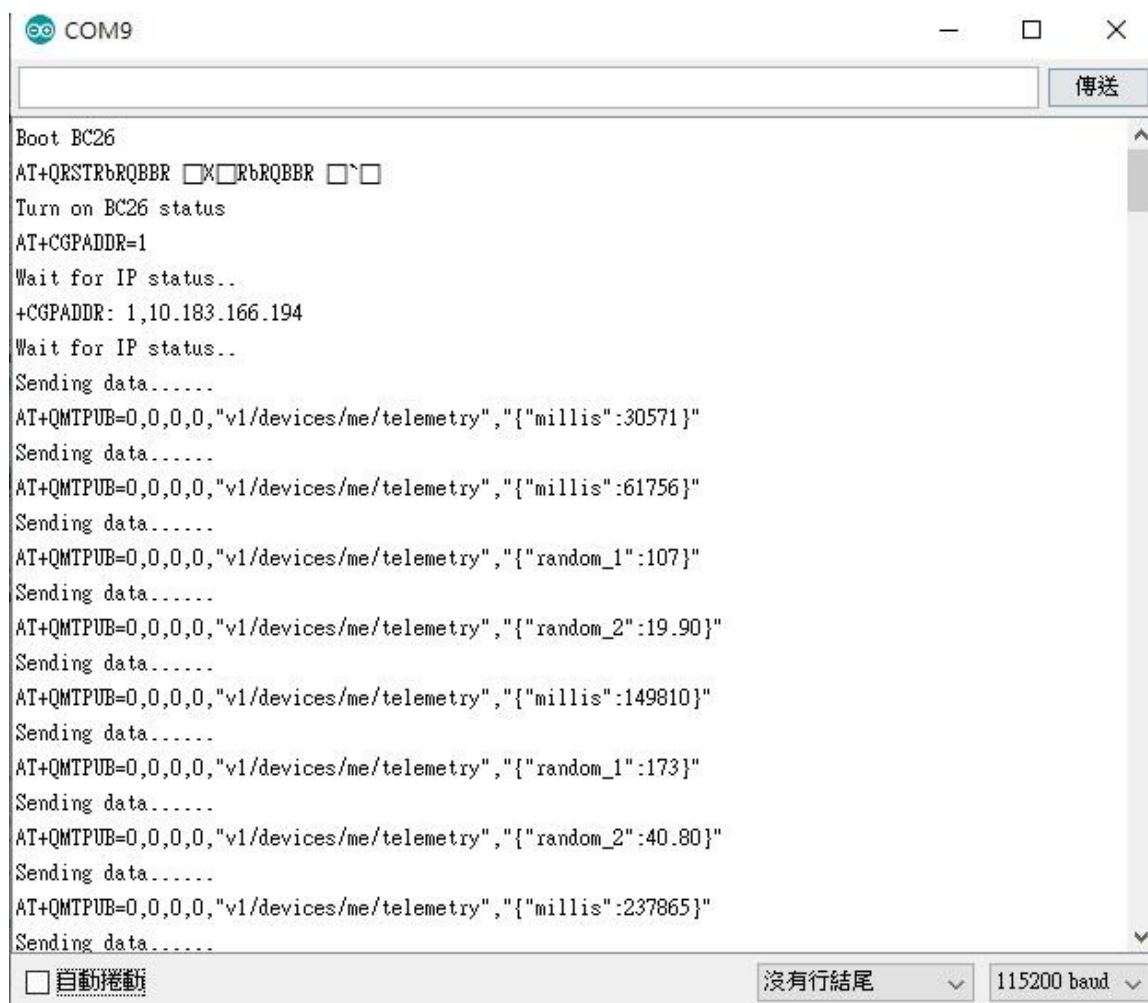 COM9
傳送
Boot BC26
AT+QRSTRbRQBBR □X□RbRQBBR □`□
Turn on BC26 status
AT+CGPADDR=1
Wait for IP status..
+CGPADDR: 1,10.183.166.194
Wait for IP status..
Sending data......
AT+QMTPUB=0,0,0,0,"v1/devices/me/telemetry","{"millis":30571}"
Sending data......
AT+QMTPUB=0,0,0,0,"v1/devices/me/telemetry","{"millis":61756}"
Sending data......
AT+QMTPUB=0,0,0,0,"v1/devices/me/telemetry","{"random_1":107}"
Sending data......
AT+QMTPUB=0,0,0,0,"v1/devices/me/telemetry","{"random_2":19.90}"
Sending data......
AT+QMTPUB=0,0,0,0,"v1/devices/me/telemetry","{"millis":149810}"
Sending data......
AT+QMTPUB=0,0,0,0,"v1/devices/me/telemetry","{"random_1":173}"
Sending data......
AT+QMTPUB=0,0,0,0,"v1/devices/me/telemetry","{"random_2":40.80}"
Sending data......
AT+QMTPUB=0,0,0,0,"v1/devices/me/telemetry","{"millis":237865}"
Sending data......
自動捲動 沒有行結尾 115200 baud